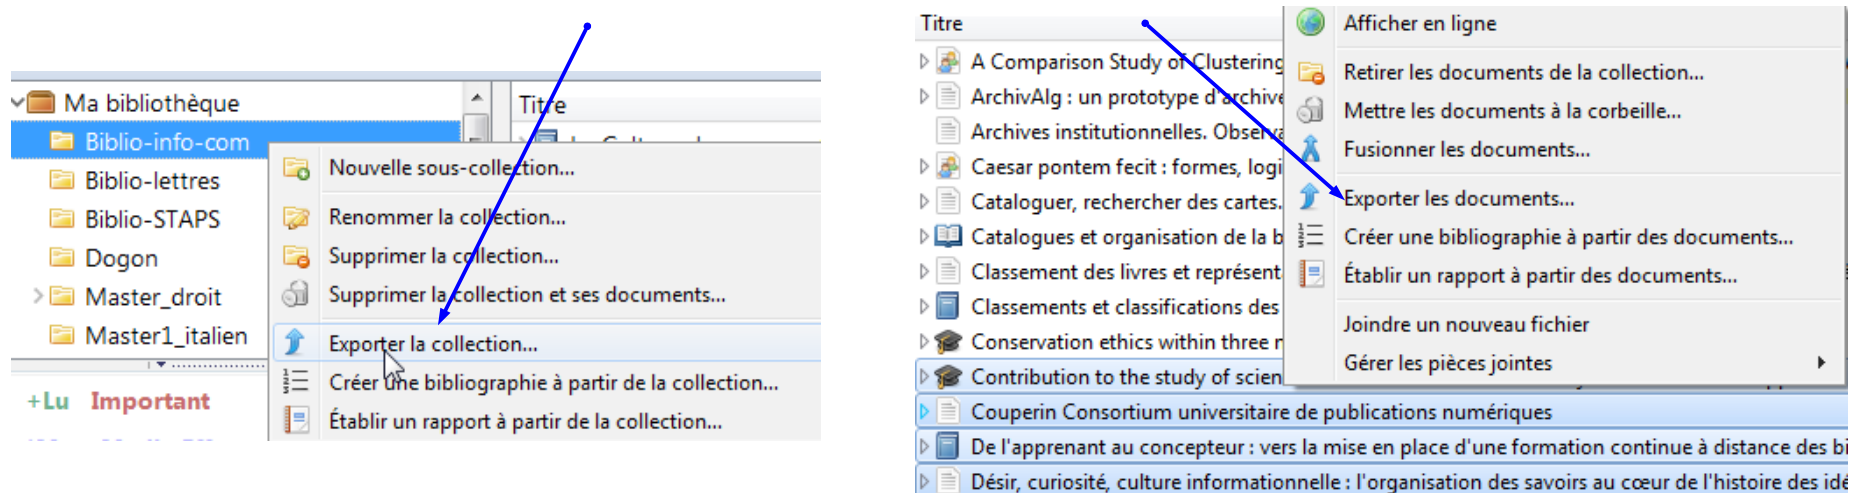 Ma bibliothèque
Titre
Biblio-info-com
Biblio-lettres
Biblio-STAPS
Dogon
Master_droit
Master1_italien
+Lu Important
Nouvelle sous-collection...
Renommer la collection...
Supprimer la collection...
Supprimer la collection et ses documents...
Exporter la collection...
Créer une bibliographie à partir de la collection...
Établir un rapport à partir de la collection...
Titre
A Comparison Study of Clustering
ArchivAlg : un prototype d'archive
Archives institutionnelles. Observa
Caesar pontem fecit : formes, logi
Cataloguer, rechercher des cartes.
Catalogues et organisation de la b
Classement des livres et représent
Classements et classifications des
Conservation ethics within three r
Contribution to the study of scien
Couperin Consortium universitaire de publications numériques
De l'apprenant au concepteur : vers la mise en place d'une formation continue à distance des bi
Désir, curiosité, culture informationnelle : l'organisation des savoirs au cœur de l'histoire des idé
Afficher en ligne
Retirer les documents de la collection...
Mettre les documents à la corbeille...
Fusionner les documents...
Exporter les documents...
Créer une bibliographie à partir des documents...
Établir un rapport à partir des documents...
Joindre un nouveau fichier
Gérer les pièces jointes